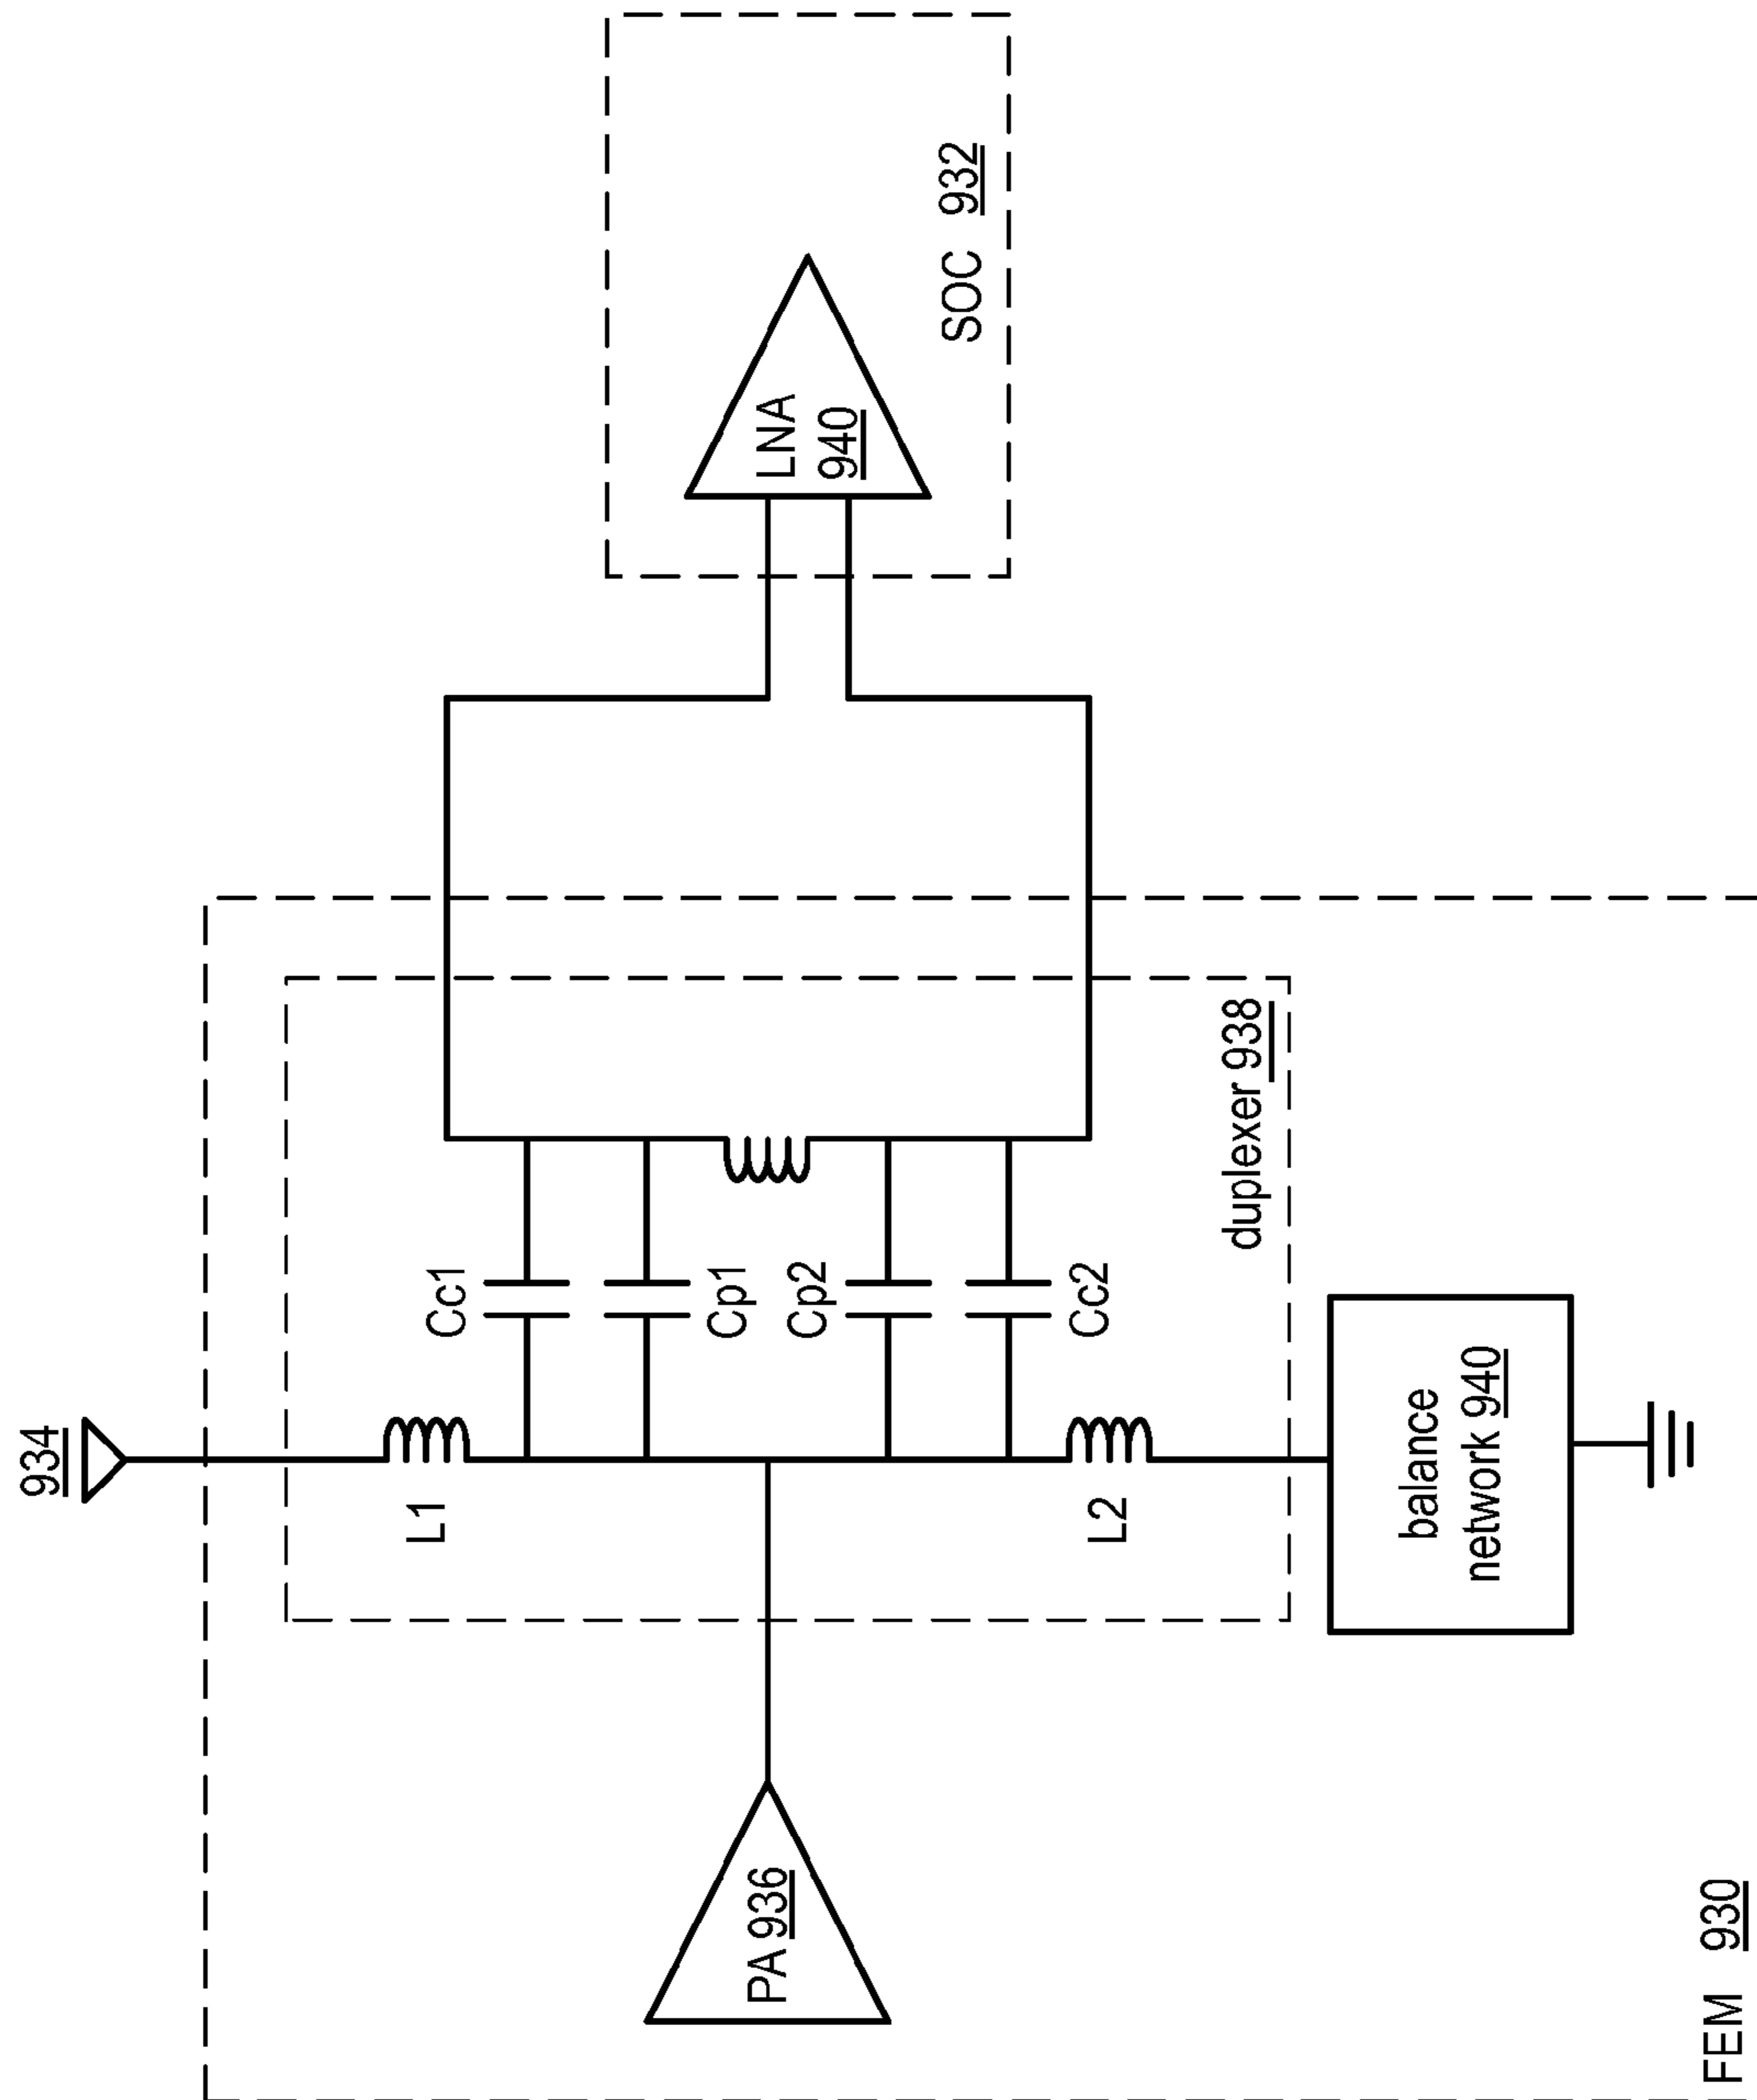 934
L1
Cc1
Cp1
Cp2
Cc2
L2
PA 936
LNA
940
SOC 932
duplexer 938
balance
network 940
FEM 930